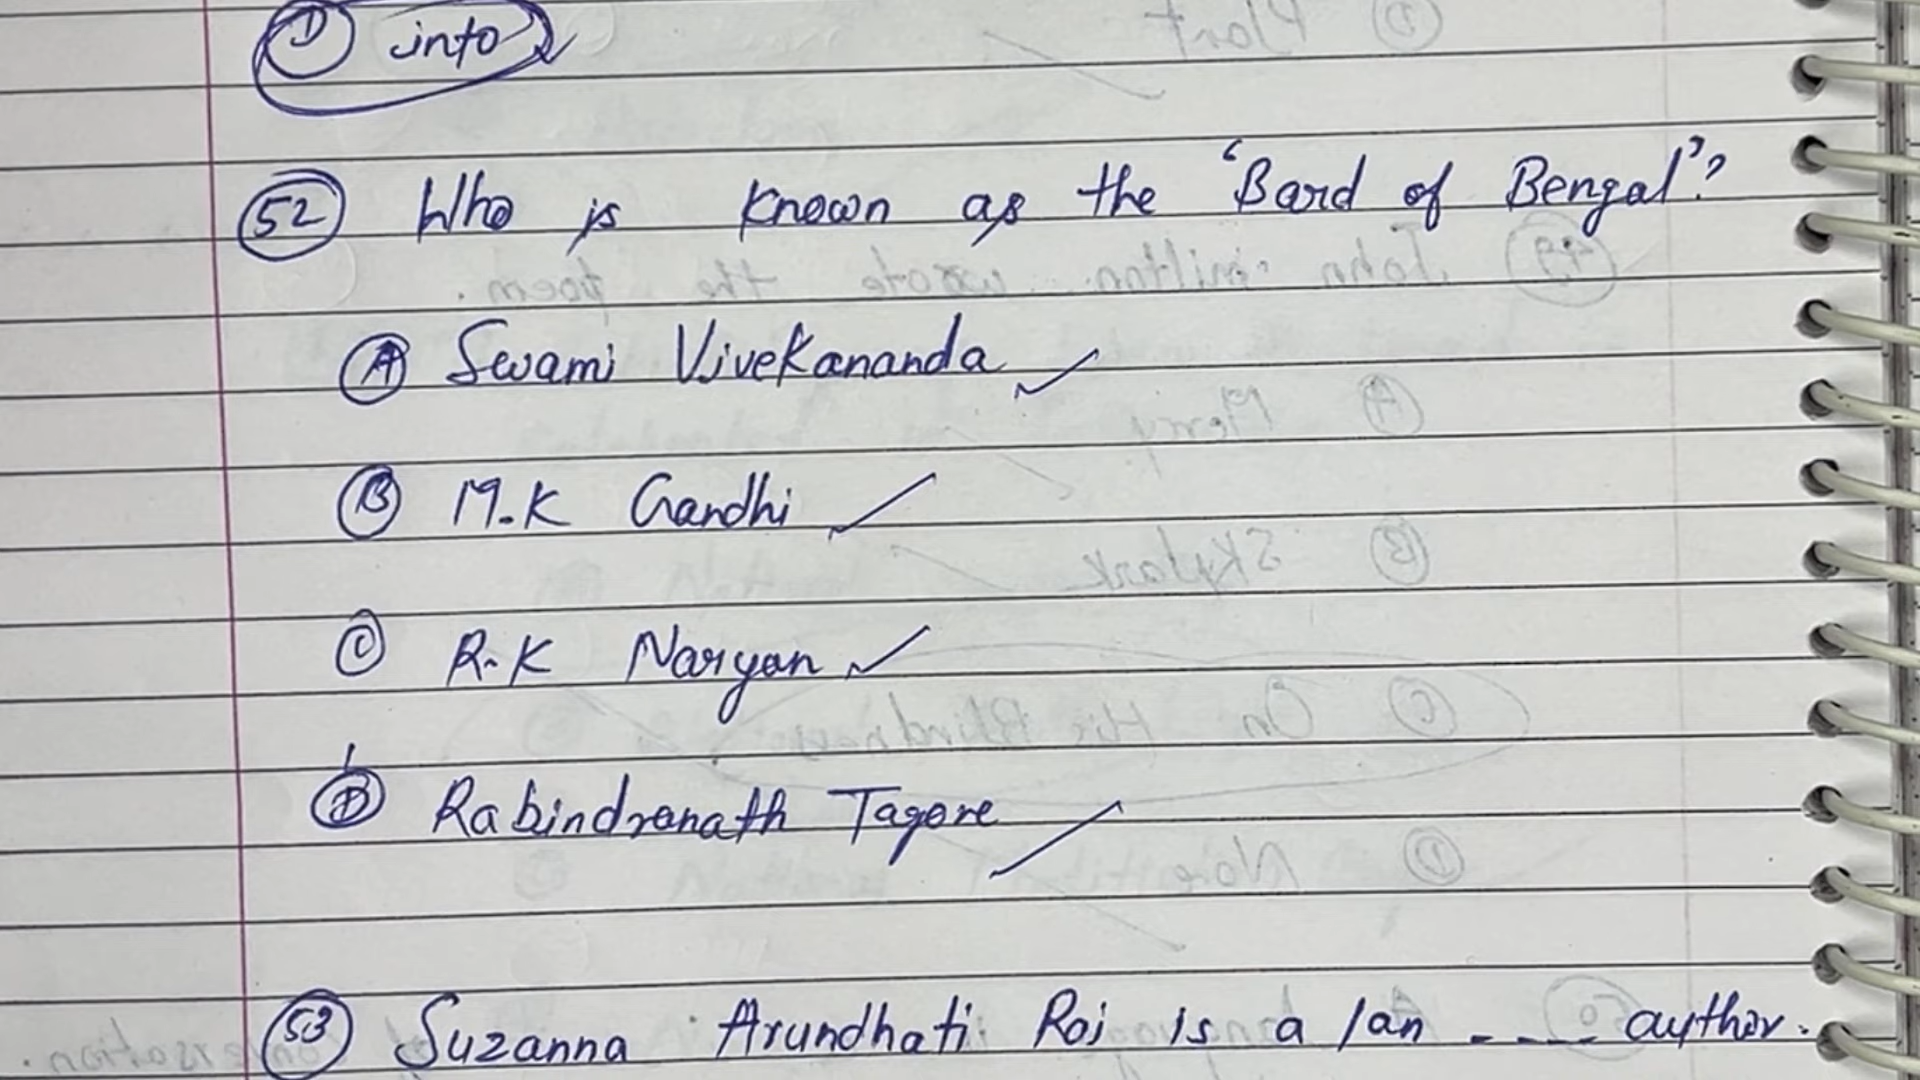 D into
52 Who is known as the 'Bard of Bengal'?
A Swami Vivekananda
B M.K Gandhi
C R.K Naryan
D Rabindranath Tagore
53 Suzanna Arundhati Roi is a /an ---- author.